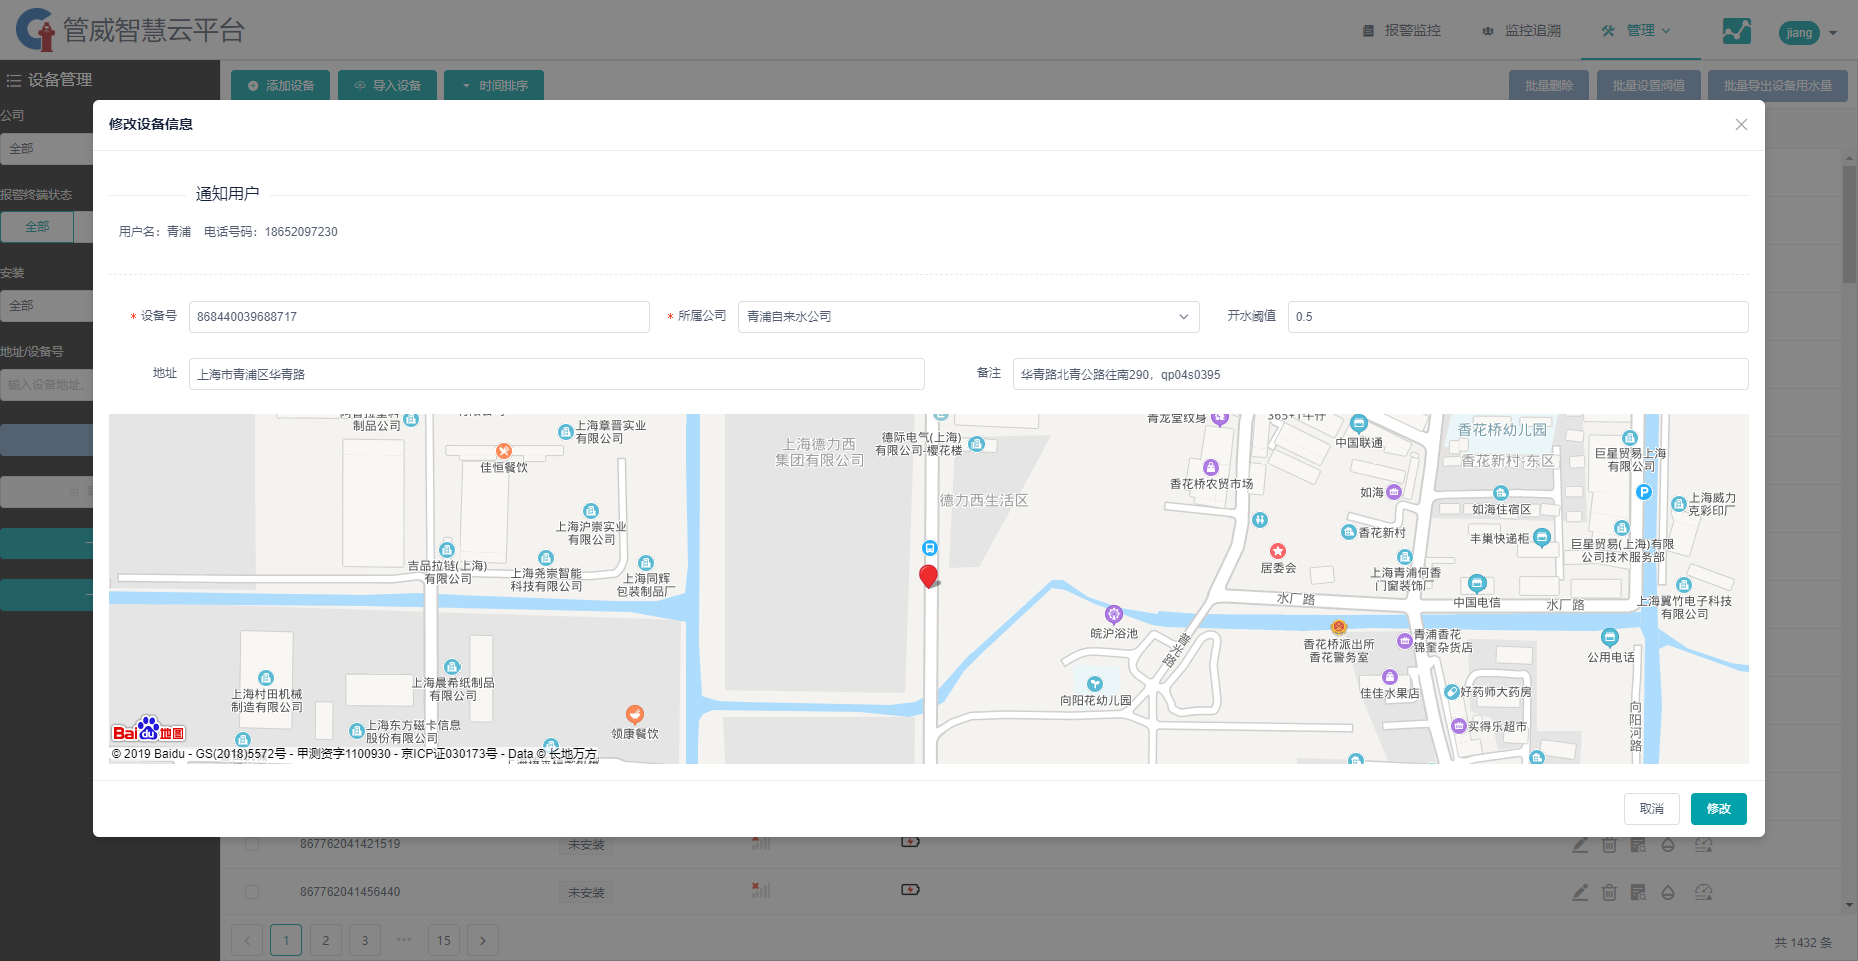 管威智慧云平台
报警监控
监控追溯
管理
jiang
设备管理
添加设备
导入设备
时间排序
批量删除
批量设置阈值
批量导出设备用水量
公司
全部
报警终端状态
全部
安装
全部
地址/设备号
输入设备地址、
修改设备信息
通知用户
用户名：青浦 电话号码：18652097230
* 设备号
868440039688717
* 所属公司
青浦自来水公司
开水阈值
0.5
地址
上海市青浦区华青路
备注
华青路北青公路往南290，qp04s0395
制品公司
上海章晋实业
有限公司
佳恒餐饮
上海沪崇实业
有限公司
吉品拉链(上海)
有限公司
上海尧崇智能
科技有限公司
上海同辉
包装制品厂
上海德力西
集团有限公司
德际电气(上海)
有限公司-樱花楼
德力西生活区
青龙堂纹身
365+1牛仔
中国联通
香花桥农贸市场
如海
香花桥幼儿园
香花新村-东区
巨星贸易上海
有限公司
如海住宿区
上海威力
克彩印厂
香花新村
丰巢快递柜
巨星贸易(上海)有限
公司技术服务部
居委会
上海青浦何香
门窗装饰厂
中国电信
水厂路
水厂路
上海冀竹电子科技
有限公司
皖沪浴池
普光路
香花桥派出所
香花警务室
青浦香花
锦奎杂货店
公用电话
向阳花幼儿园
佳佳水果店
好药师大药房
买得乐超市
向阳河路
上海村田机械
制造有限公司
上海晨希纸制品
有限公司
上海东方磁卡信息
股份有限公司
领康餐饮
Bai du 地图
© 2019 Baidu - GS(2018)5572号 - 甲测资字1100930 - 京ICP证030173号 - Data © 长地万方
取消
修改
867762041421519
未安装
867762041456440
未安装
1
2
3
•••
15
共 1432 条